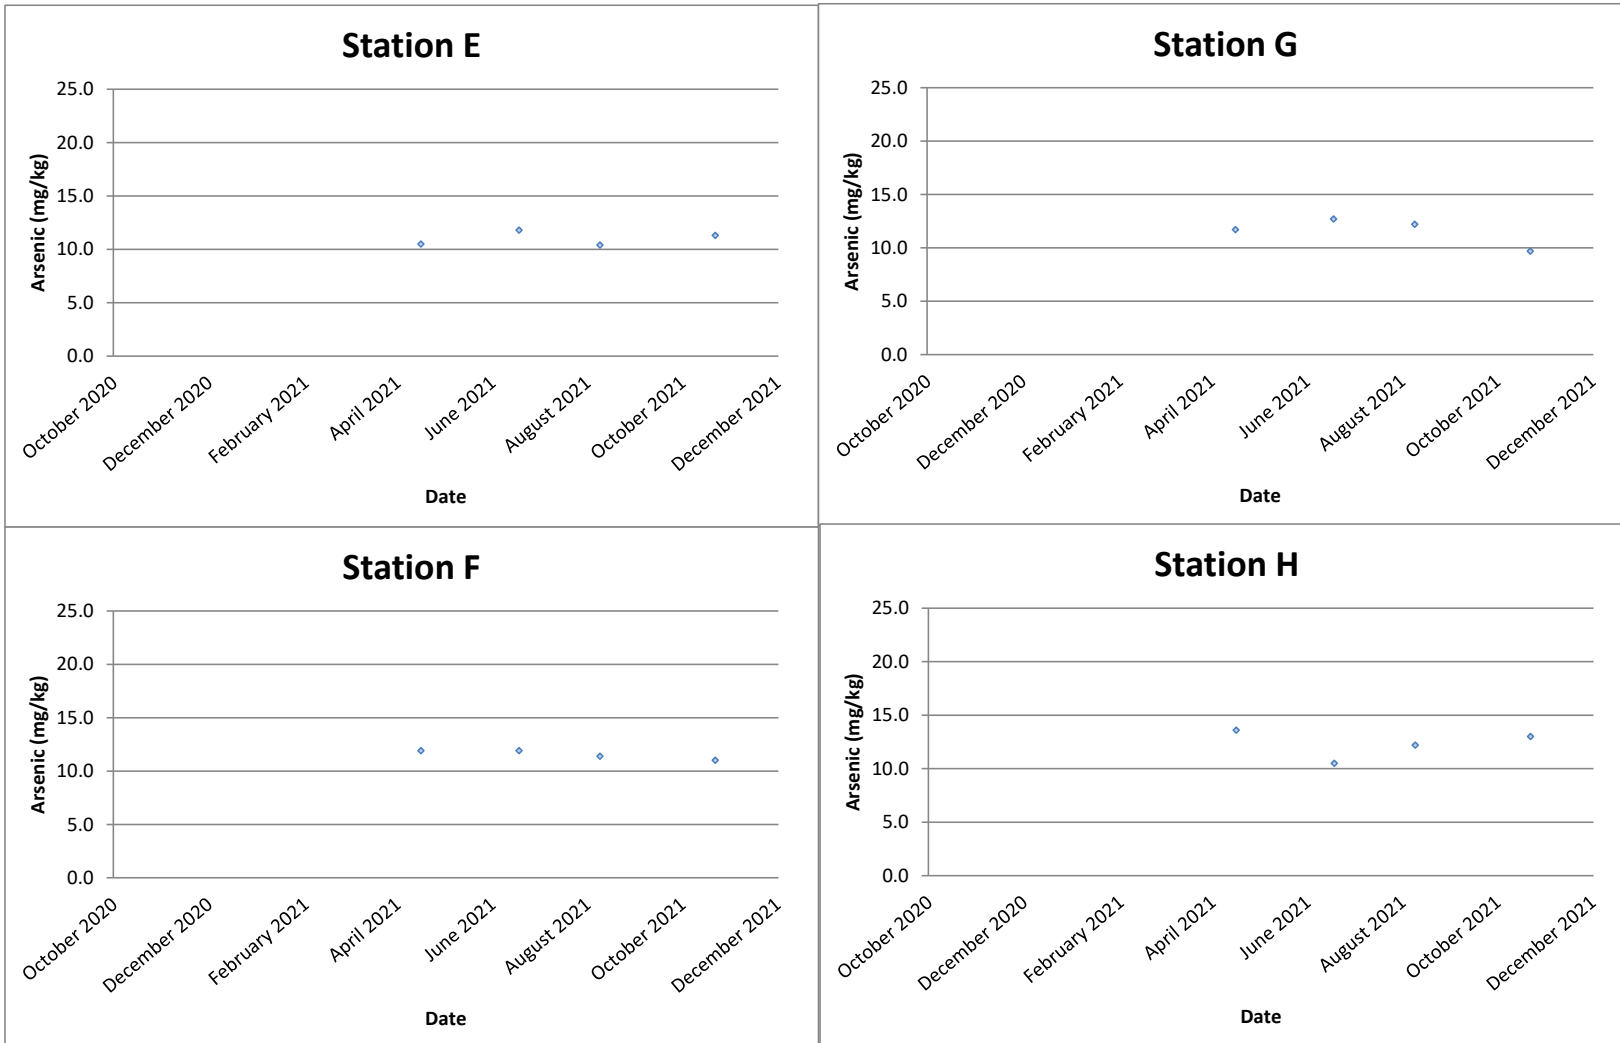 Station E
Arsenic (mg/kg)
25.0
20.0
15.0
10.0
5.0
0.0
October 2020
December 2020
February 2021
April 2021
June 2021
August 2021
October 2021
December 2021
Date
Station G
Arsenic (mg/kg)
25.0
20.0
15.0
10.0
5.0
0.0
October 2020
December 2020
February 2021
April 2021
June 2021
August 2021
October 2021
December 2021
Date
Station F
Arsenic (mg/kg)
25.0
20.0
15.0
10.0
5.0
0.0
October 2020
December 2020
February 2021
April 2021
June 2021
August 2021
October 2021
December 2021
Date
Station H
Arsenic (mg/kg)
25.0
20.0
15.0
10.0
5.0
0.0
October 2020
December 2020
February 2021
April 2021
June 2021
August 2021
October 2021
December 2021
Date